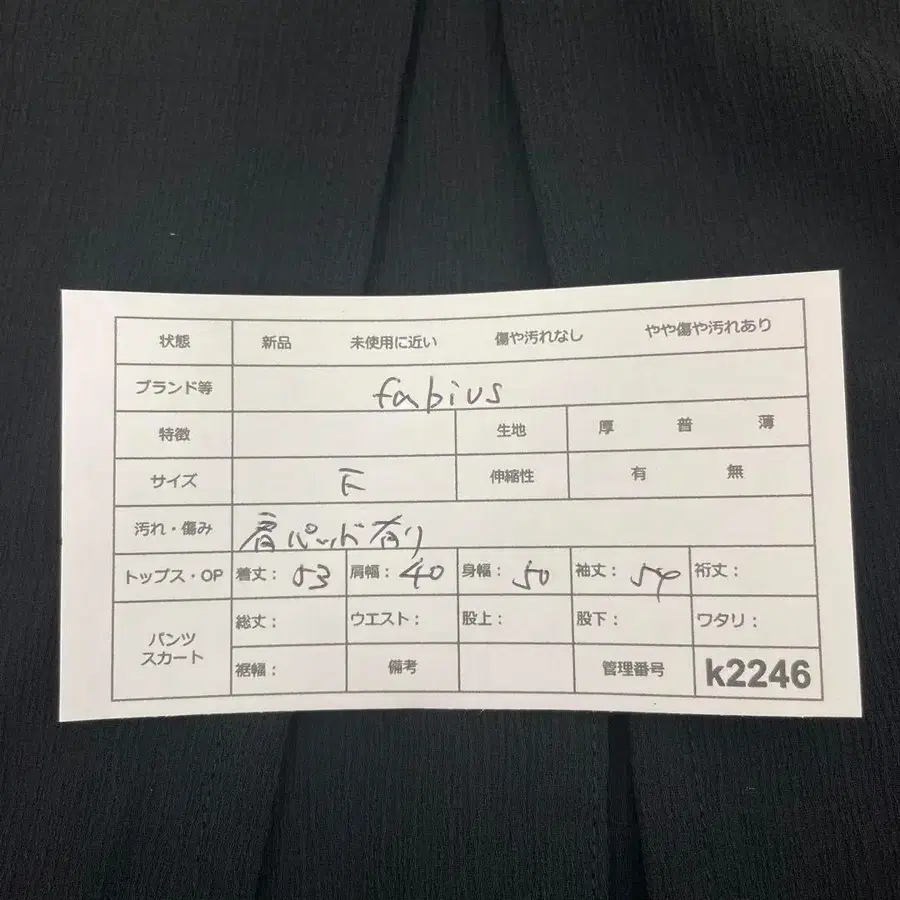 状態 新品 未使用に近い 傷や汚れなし やや傷や汚れあり
ブランド等 fabius
特徴 生地 厚 普 薄
サイズ F 伸縮性 有 無
汚れ・傷み 肩パッド有り
トップス・OP 着丈: 53 肩幅: 40 身幅: 50 袖丈: 54 裄丈:
パンツ スカート 総丈: ウエスト: 股上: 股下: ワタリ:
裾幅: 備考 管理番号 k2246